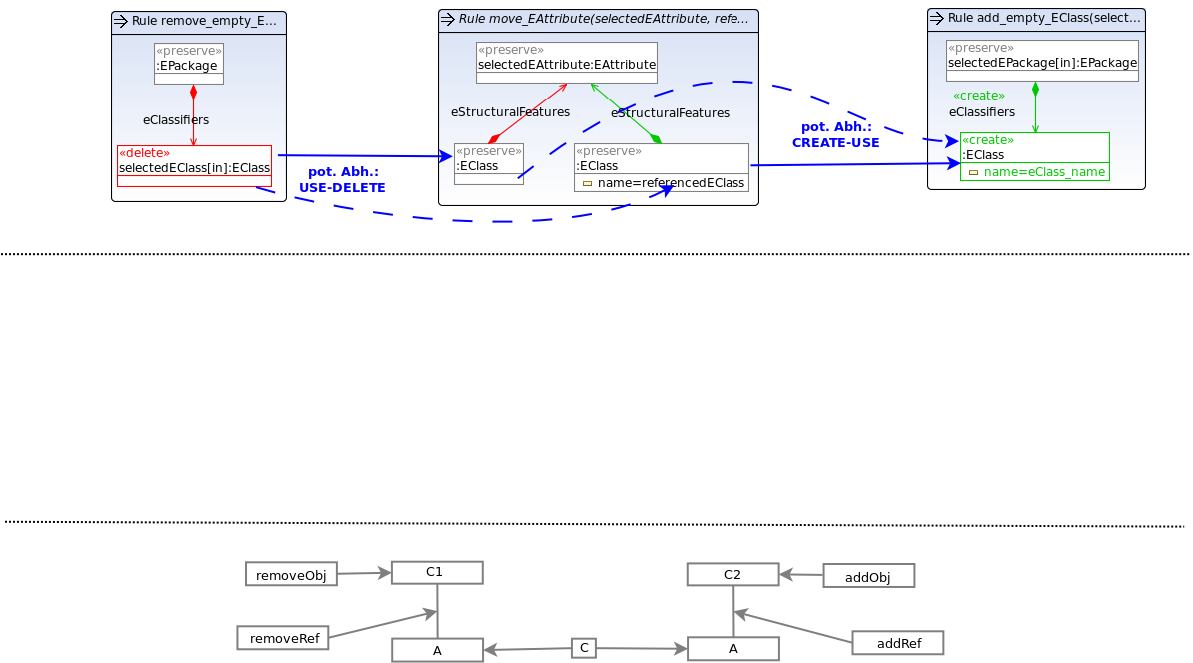 Rule remove_empty_E...
«preserve»
:EPackage
eClassifiers
«delete»
selectedEClass[in]:EClass
pot. Abh.:
USE-DELETE
Rule move_EAttribute(selectedEAttribute, refe...
«preserve»
selectedEAttribute:EAttribute
eStructuralFeatures
eStructuralFeatures
«preserve»
:EClass
«preserve»
:EClass
name=referencedEClass
pot. Abh.:
CREATE-USE
Rule add_empty_EClass(select...
«preserve»
selectedEPackage[in]:EPackage
«create»
eClassifiers
«create»
:EClass
name=eClass_name
removeObj
C1
C2
addObj
removeRef
A
C
A
addRef